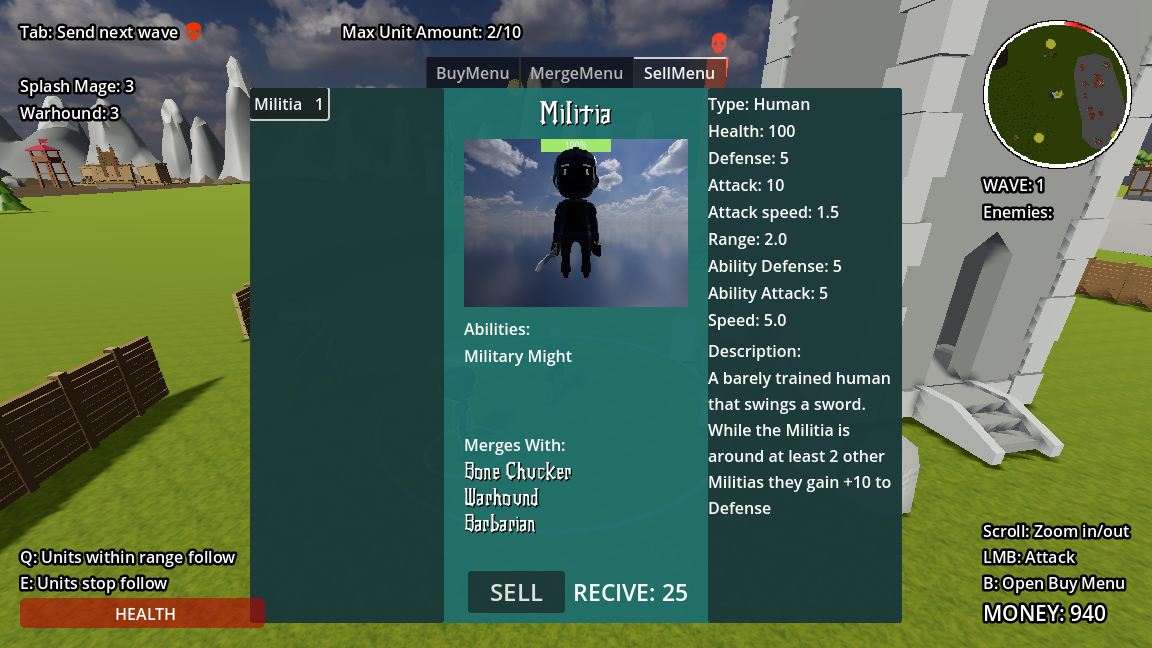 Tab: Send next wave
Max Unit Amount: 2/10
Splash Mage: 3
Warhound: 3
BuyMenu
MergeMenu
SellMenu
Militia 1
Militia
100%
Abilities:
Military Might
Merges With:
Bone Chucker
Warhound
Barbarian
SELL
RECIVE: 25
Type: Human
Health: 100
Defense: 5
Attack: 10
Attack speed: 1.5
Range: 2.0
Ability Defense: 5
Ability Attack: 5
Speed: 5.0
Description:
A barely trained human
that swings a sword.
While the Militia is
around at least 2 other
Militias they gain +10 to
Defense
WAVE: 1
Enemies:
Q: Units within range follow
E: Units stop follow
HEALTH
Scroll: Zoom in/out
LMB: Attack
B: Open Buy Menu
MONEY: 940